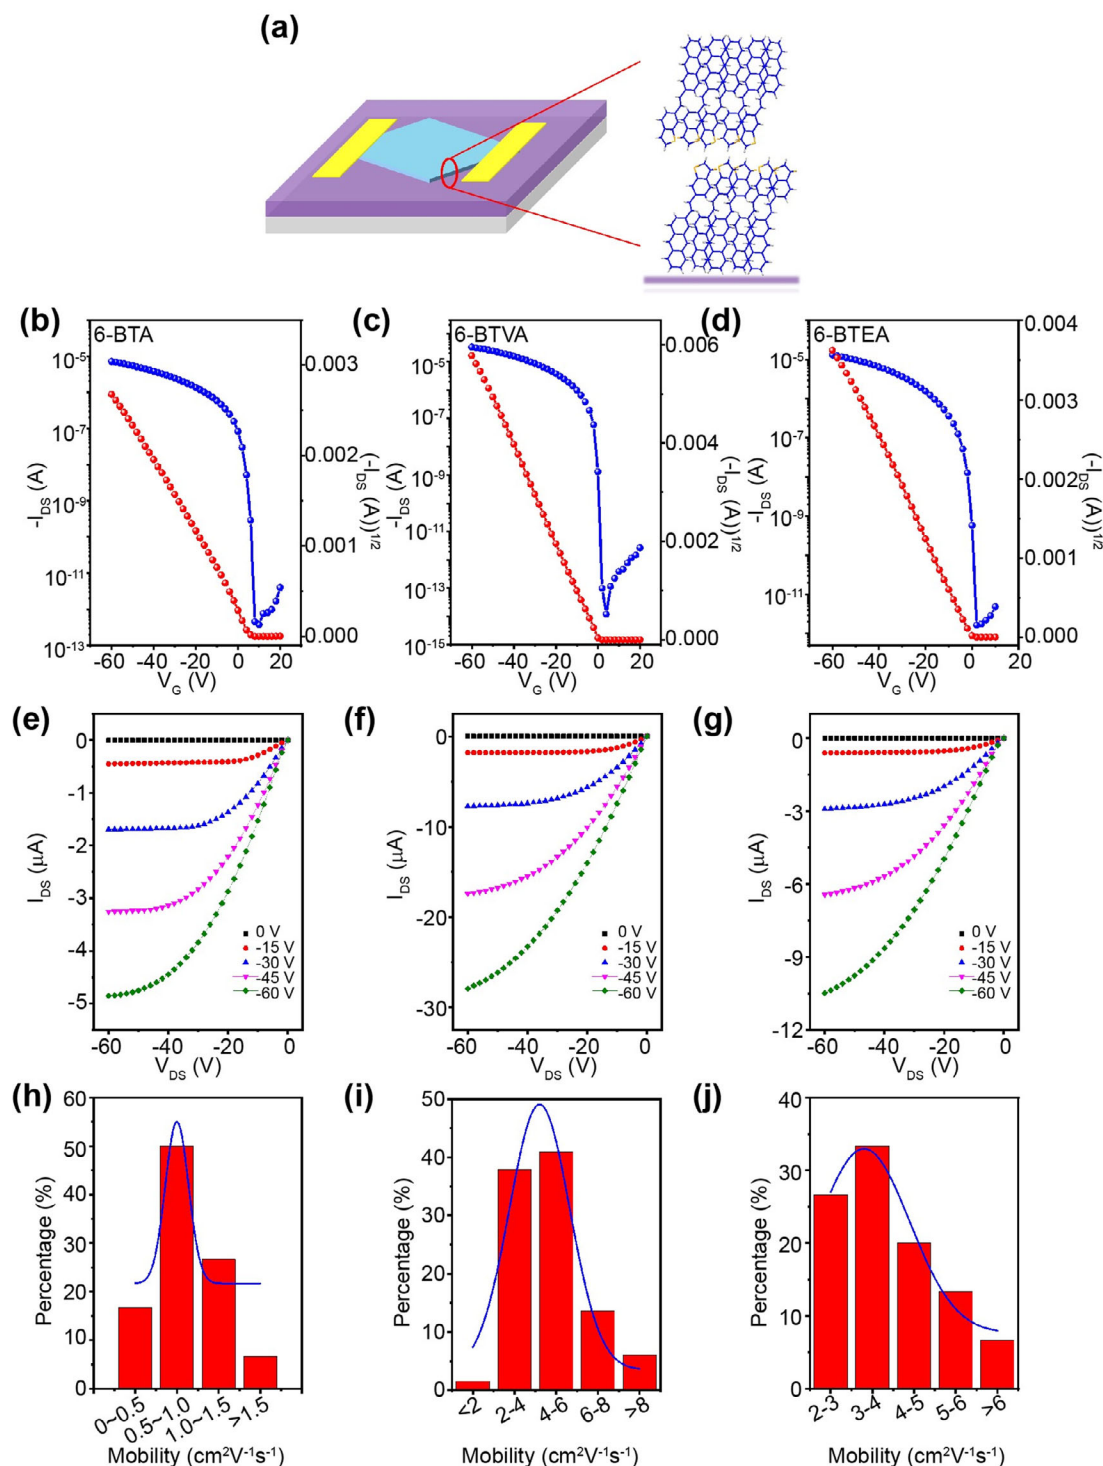 (a)
(b)
6-BTA
10⁻⁵
10⁻⁷
10⁻⁹
10⁻¹¹
10⁻¹³
-I_DS (A)
0.003
0.002
0.001
0.000
(-I_DS (A))^1/2
-60 -40 -20 0 20
V_G (V)
(c)
6-BTVA
10⁻⁵
10⁻⁷
10⁻⁹
10⁻¹¹
10⁻¹³
10⁻¹⁵
-I_DS (A)
0.006
0.004
0.002
0.000
(-I_DS (A))^1/2
-60 -40 -20 0 20
V_G (V)
(d)
6-BTEA
10⁻⁵
10⁻⁷
10⁻⁹
10⁻¹¹
-I_DS (A)
0.004
0.003
0.002
0.001
0.000
(-I_DS (A))^1/2
-60 -40 -20 0 20
V_G (V)
(e)
0
-1
-2
-3
-4
-5
I_DS (μA)
0 V
-15 V
-30 V
-45 V
-60 V
-60 -40 -20 0
V_DS (V)
(f)
0
-10
-20
-30
I_DS (μA)
0 V
-15 V
-30 V
-45 V
-60 V
-60 -40 -20 0
V_DS (V)
(g)
0
-3
-6
-9
-12
I_DS (μA)
0 V
-15 V
-30 V
-45 V
-60 V
-60 -40 -20 0
V_DS (V)
(h)
60
50
40
30
20
10
0
Percentage (%)
0~0.5 0.5~1.0 1.0~1.5 >1.5
Mobility (cm²V⁻¹s⁻¹)
(i)
50
40
30
20
10
0
Percentage (%)
<2 2-4 4-6 6-8 >8
Mobility (cm²V⁻¹s⁻¹)
(j)
40
30
20
10
0
Percentage (%)
2-3 3-4 4-5 5-6 >6
Mobility (cm²V⁻¹s⁻¹)